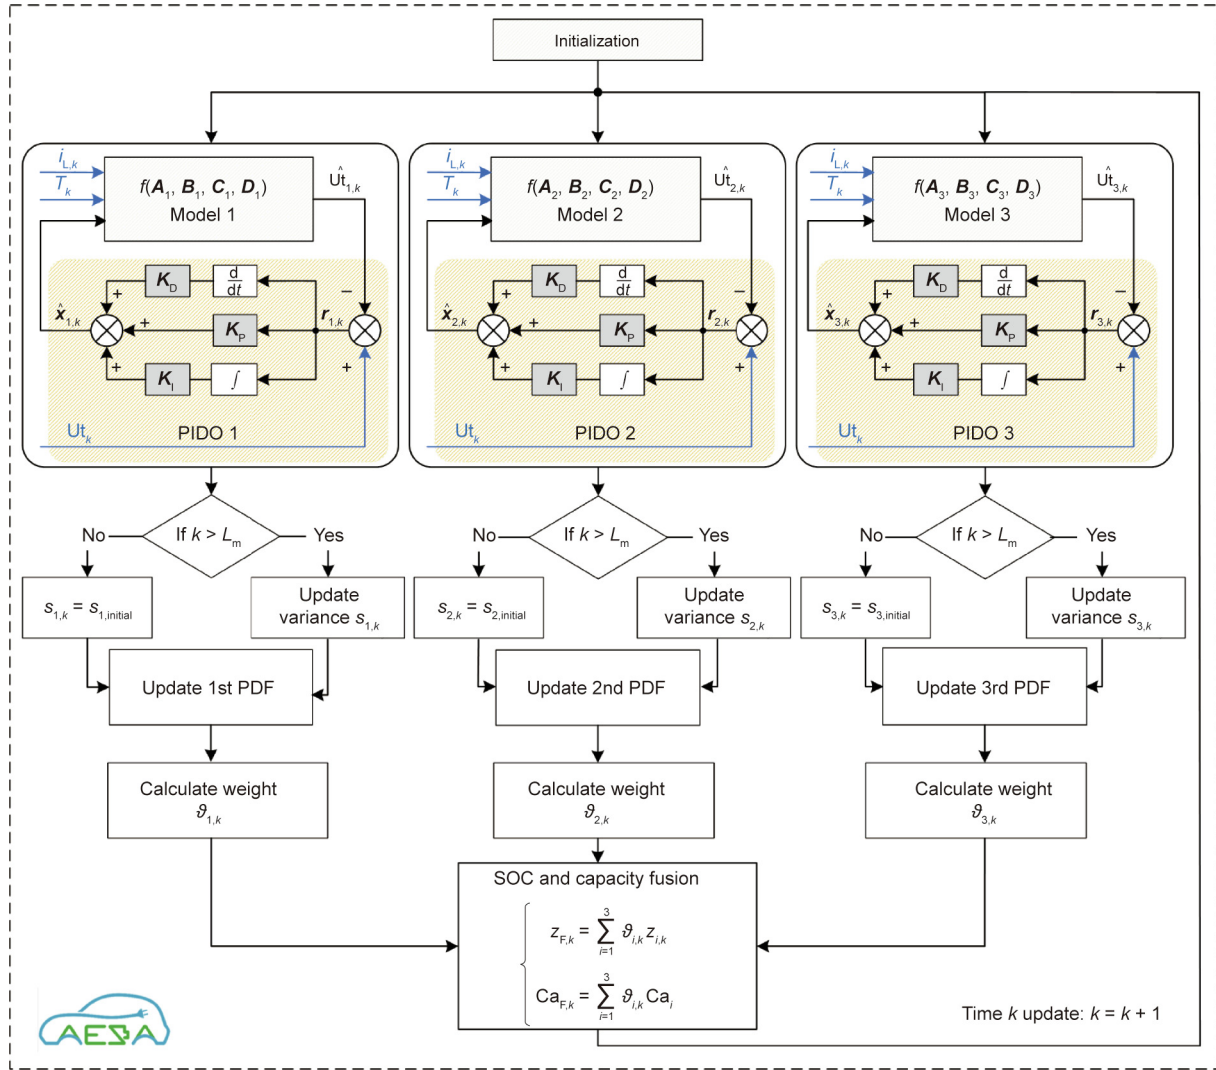 Initialization
i_L,k
T_k
f(A_1, B_1, C_1, D_1)
Model 1
Ût_1,k
K_D
d/dt
+
−
x̂_1,k
+
K_P
r_1,k
+
K_I
∫
+
Ut_k
PIDO 1
i_L,k
T_k
f(A_2, B_2, C_2, D_2)
Model 2
Ût_2,k
K_D
d/dt
+
−
x̂_2,k
+
K_P
r_2,k
+
K_I
∫
+
Ut_k
PIDO 2
i_L,k
T_k
f(A_3, B_3, C_3, D_3)
Model 3
Ût_3,k
K_D
d/dt
+
−
x̂_3,k
+
K_P
r_3,k
+
K_I
∫
+
Ut_k
PIDO 3
No
If k > L_m
Yes
No
If k > L_m
Yes
No
If k > L_m
Yes
s_1,k = s_1,initial
Update
variance s_1,k
s_2,k = s_2,initial
Update
variance s_2,k
s_3,k = s_3,initial
Update
variance s_3,k
Update 1st PDF
Update 2nd PDF
Update 3rd PDF
Calculate weight
ϑ_1,k
Calculate weight
ϑ_2,k
Calculate weight
ϑ_3,k
SOC and capacity fusion
z_F,k = ∑_{i=1}^{3} ϑ_i,k z_i,k
Ca_F,k = ∑_{i=1}^{3} ϑ_i,k Ca_i
Time k update: k = k + 1
AESA